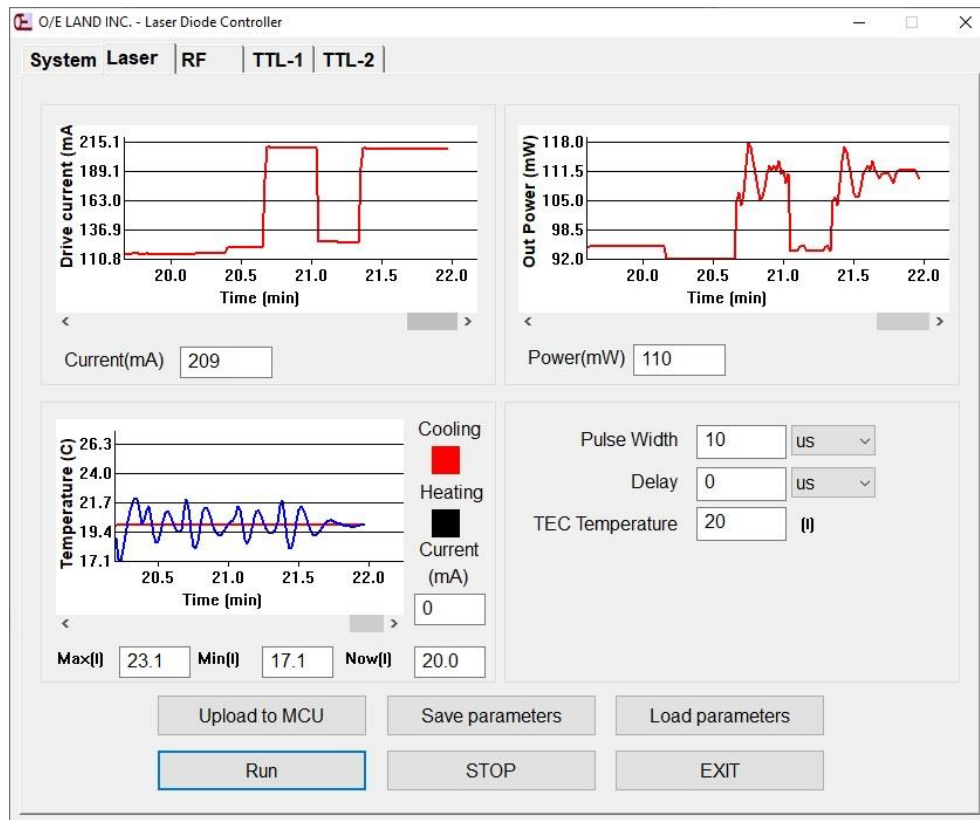 O/E LAND INC. - Laser Diode Controller
System Laser RF TTL-1 TTL-2
Drive current (mA
215.1
189.1
163.0
136.9
110.8
20.0 20.5 21.0 21.5 22.0
Time (min)
< >
Current(mA) 209
Out Power (mW)
118.0
111.5
105.0
98.5
92.0
20.0 20.5 21.0 21.5 22.0
Time (min)
< >
Power(mW) 110
Temperature (C)
26.3
24.0
21.7
19.4
17.1
20.5 21.0 21.5 22.0
Time (min)
< >
Cooling
Heating
Current
(mA)
0
Max(I) 23.1 Min(I) 17.1 Now(I) 20.0
Pulse Width 10 us
Delay 0 us
TEC Temperature 20 (I)
Upload to MCU Save parameters Load parameters
Run STOP EXIT